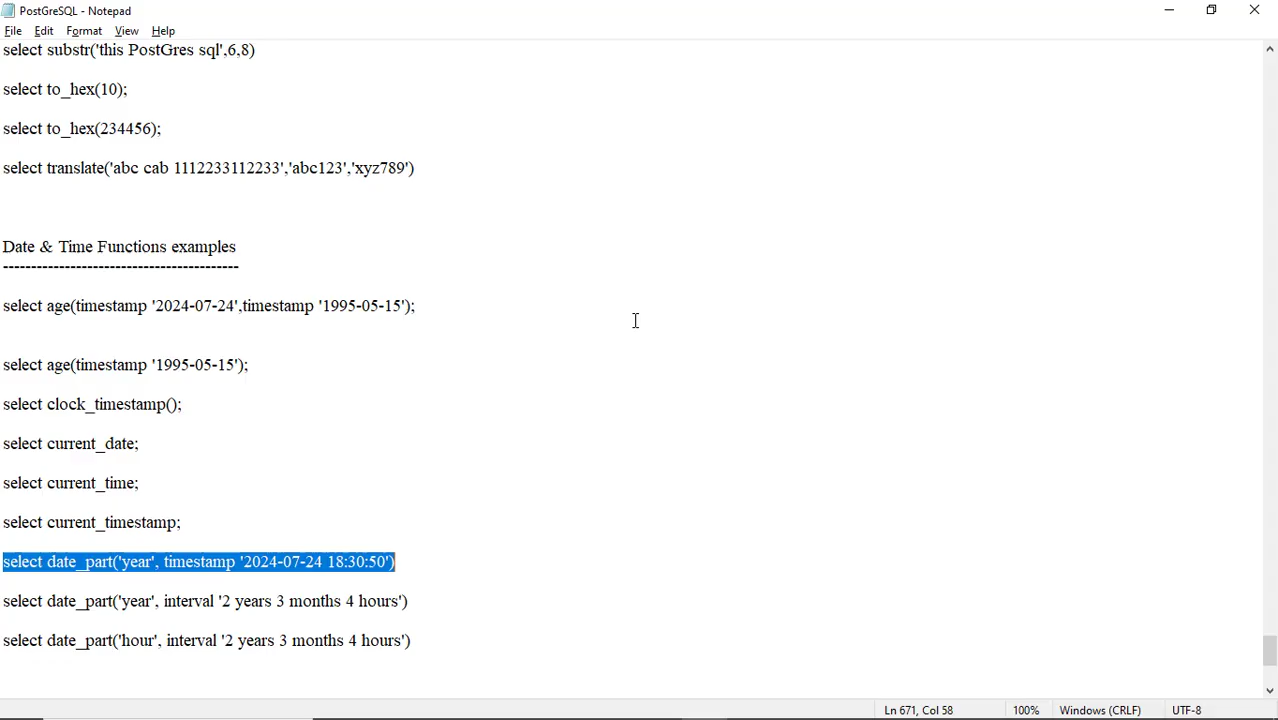 PostGreSQL - Notepad
File Edit Format View Help
select substr('this PostGres sql',6,8)
select to_hex(10);
select to_hex(234456);
select translate('abc cab 1112233112233','abc123','xyz789')
Date & Time Functions examples
------------------------------------------
select age(timestamp '2024-07-24',timestamp '1995-05-15');
select age(timestamp '1995-05-15');
select clock_timestamp();
select current_date;
select current_time;
select current_timestamp;
select date_part('year', timestamp '2024-07-24 18:30:50')
select date_part('year', interval '2 years 3 months 4 hours')
select date_part('hour', interval '2 years 3 months 4 hours')
Ln 671, Col 58 100% Windows (CRLF) UTF-8